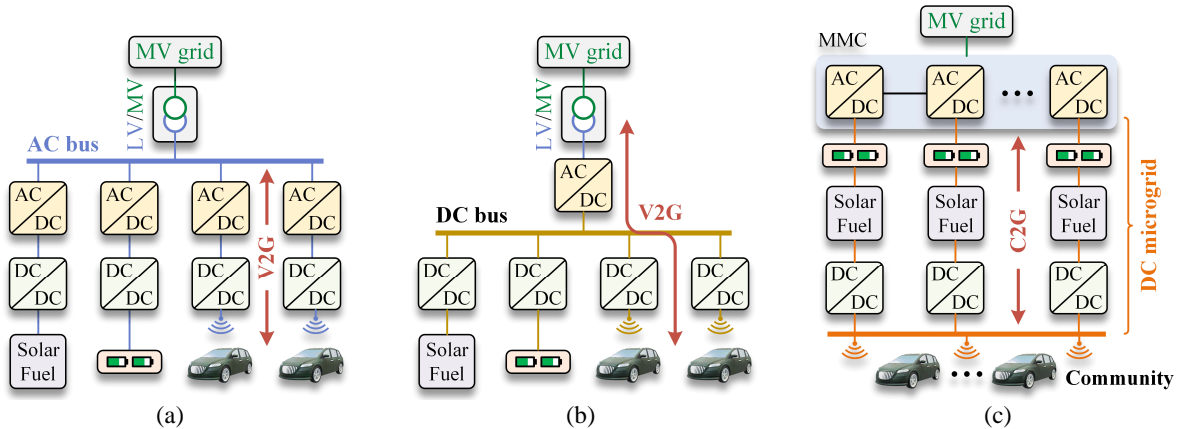 MV grid
LV/MV
AC bus
AC
DC
AC
DC
AC
DC
AC
DC
V2G
DC
DC
DC
DC
DC
DC
Solar
Fuel
(a)
MV grid
LV/MV
AC
DC
DC bus
V2G
DC
DC
DC
DC
DC
DC
DC
DC
Solar
Fuel
(b)
MV grid
MMC
AC
DC
AC
DC
AC
DC
Solar
Fuel
Solar
Fuel
Solar
Fuel
C2G
DC microgrid
DC
DC
DC
DC
DC
DC
Community
(c)